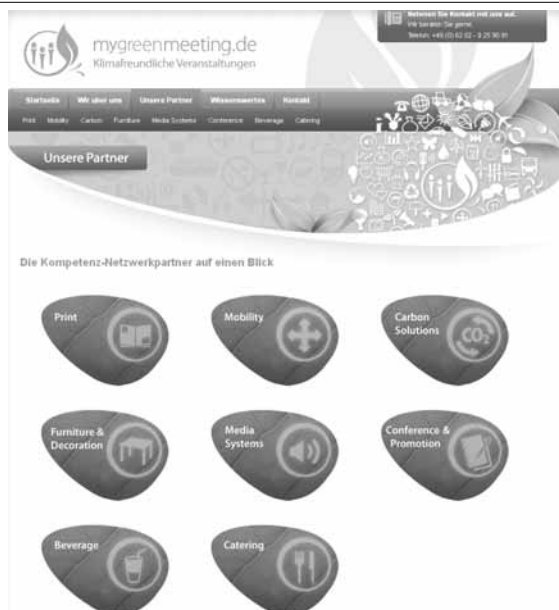 Nehmen Sie Kontakt mit uns auf.
Wir beraten Sie gerne.
mygreenmeeting.de
Klimafreundliche Veranstaltungen
Startseite Wir über uns Unsere Partner Wissenswertes Kontakt
Print Mobility Carbon Furniture Media Systems Conference Beverage Catering
Unsere Partner
Die Kompetenz-Netzwerkpartner auf einen Blick
Print
Mobility
Carbon
Solutions
CO2
Furniture &
Decoration
Media
Systems
Conference &
Promotion
Beverage
Catering